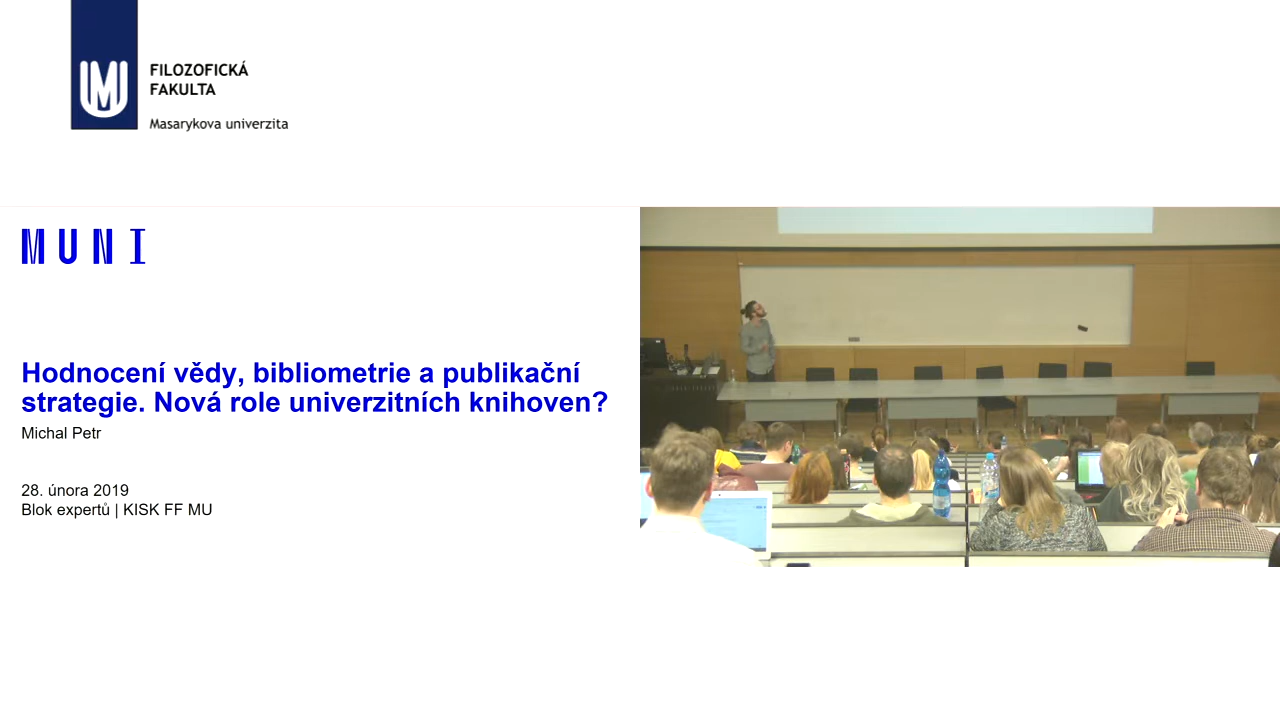 FILOZOFICKÁ
FAKULTA
Masarykova univerzita
MUNI
Hodnocení vědy, bibliometrie a publikační
strategie. Nová role univerzitních knihoven?
Michal Petr
28. února 2019
Blok expertů | KISK FF MU